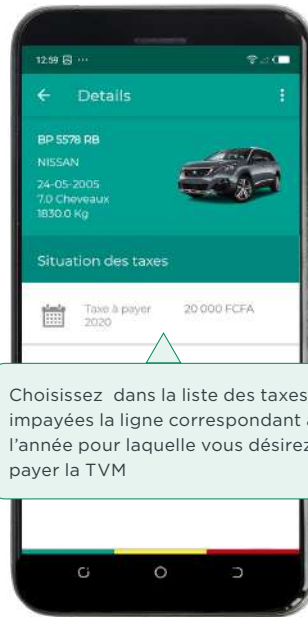 12:59
Details
BP 5578 RB
NISSAN
24-05-2005
7.0 Cheveaux
1830.0 Kg
Situation des taxes
Taxe à payer 20 000 FCFA
2020
Choisissez dans la liste des taxes
impayées la ligne correspondant à
l'année pour laquelle vous désirez
payer la TVM